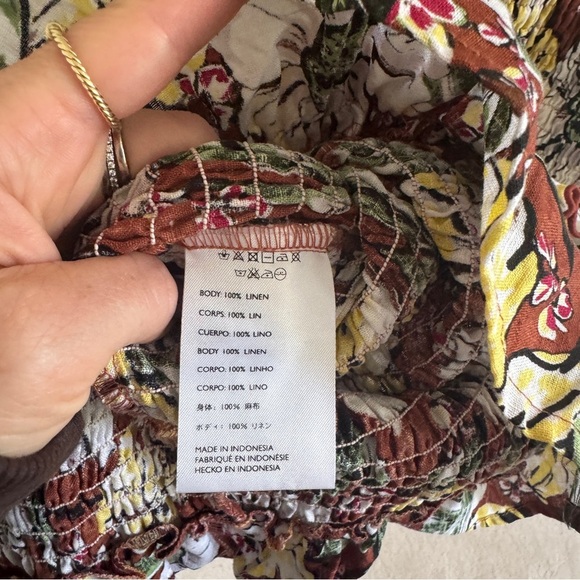 BODY: 100% LINEN
CORPS: 100% LIN
CUERPO: 100% LINO
BODY 100% LINEN
CORPO: 100% LINHO
CORPO: 100% LINO
身体：100% 麻布
ボディ：100% リネン
MADE IN INDONESIA
FABRIQUÉ EN INDONÉSIE
HECKO EN INDONESIA